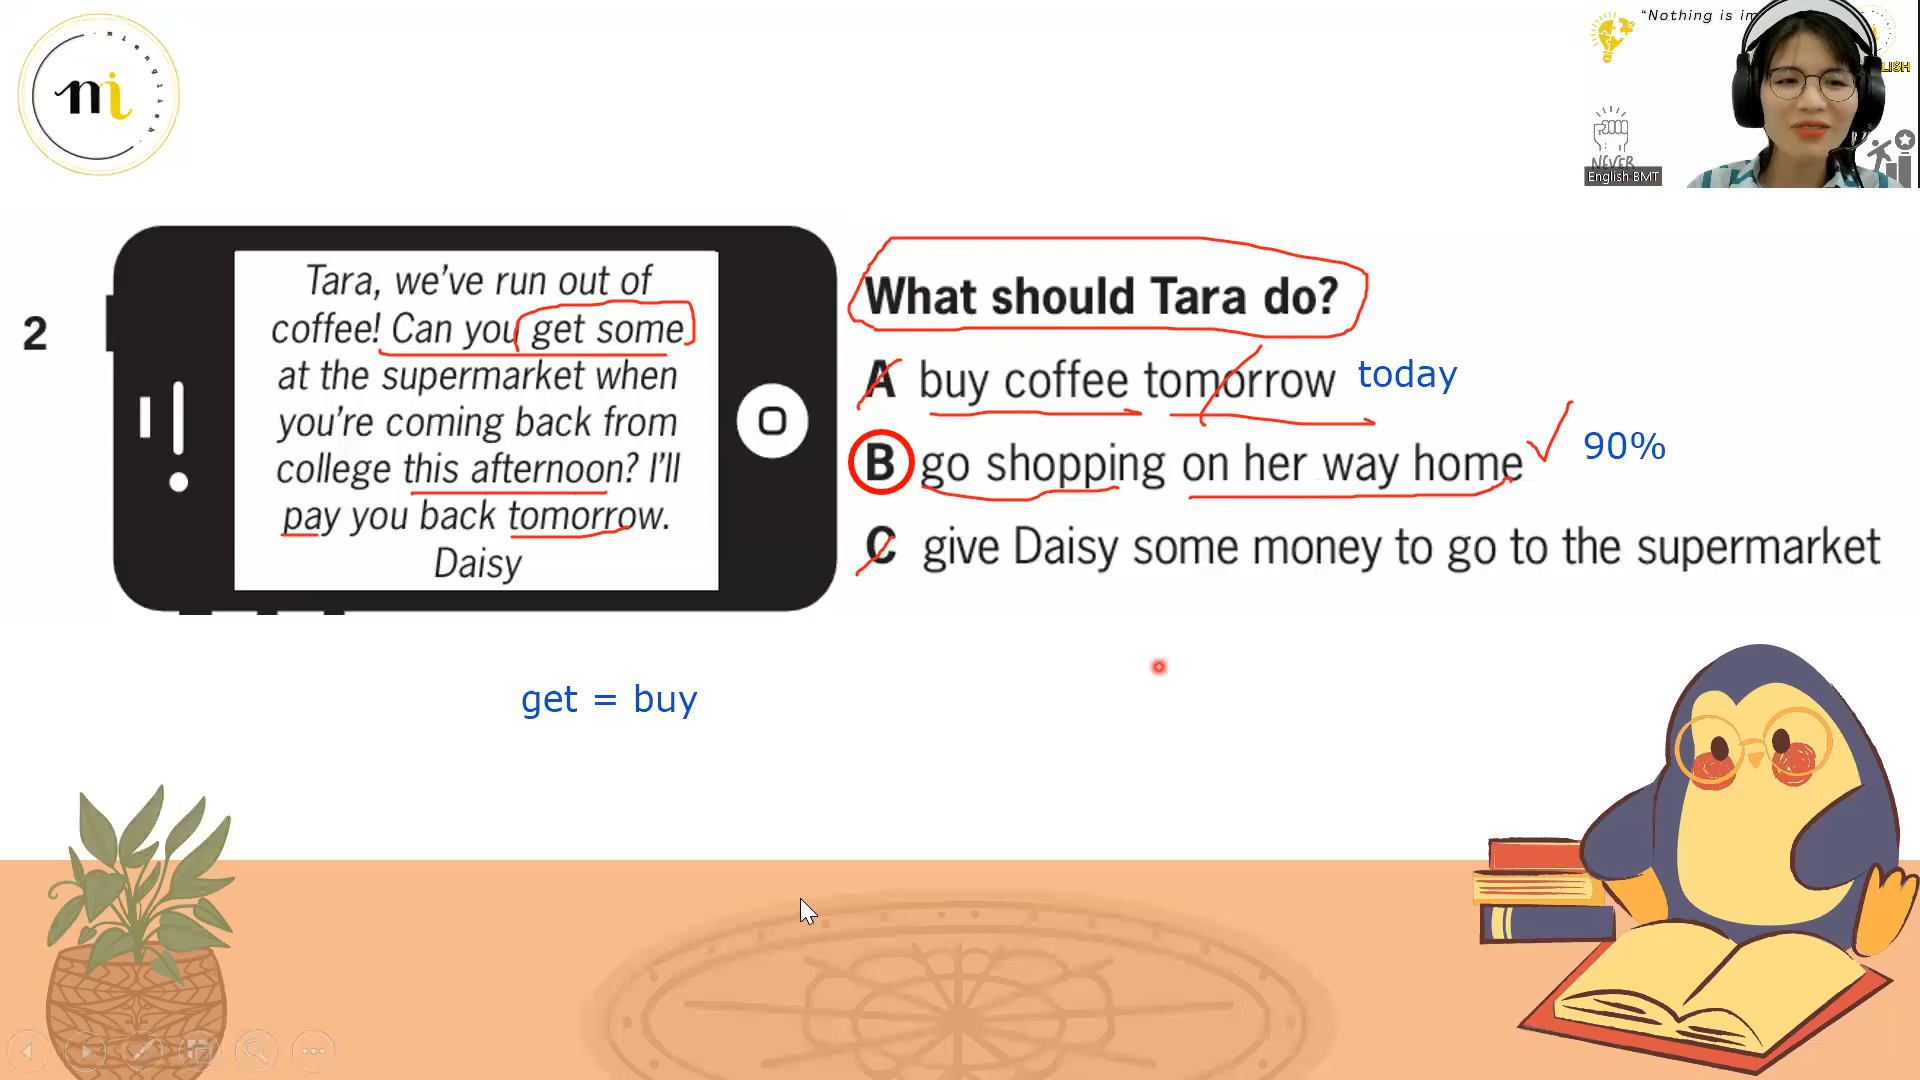 mi
"Nothing is im
LISH
NEVER
English BMT
2
Tara, we've run out of
coffee! Can you get some
at the supermarket when
you're coming back from
college this afternoon? I'll
pay you back tomorrow.
Daisy
What should Tara do?
A buy coffee tomorrow today
B go shopping on her way home 90%
C give Daisy some money to go to the supermarket
get = buy